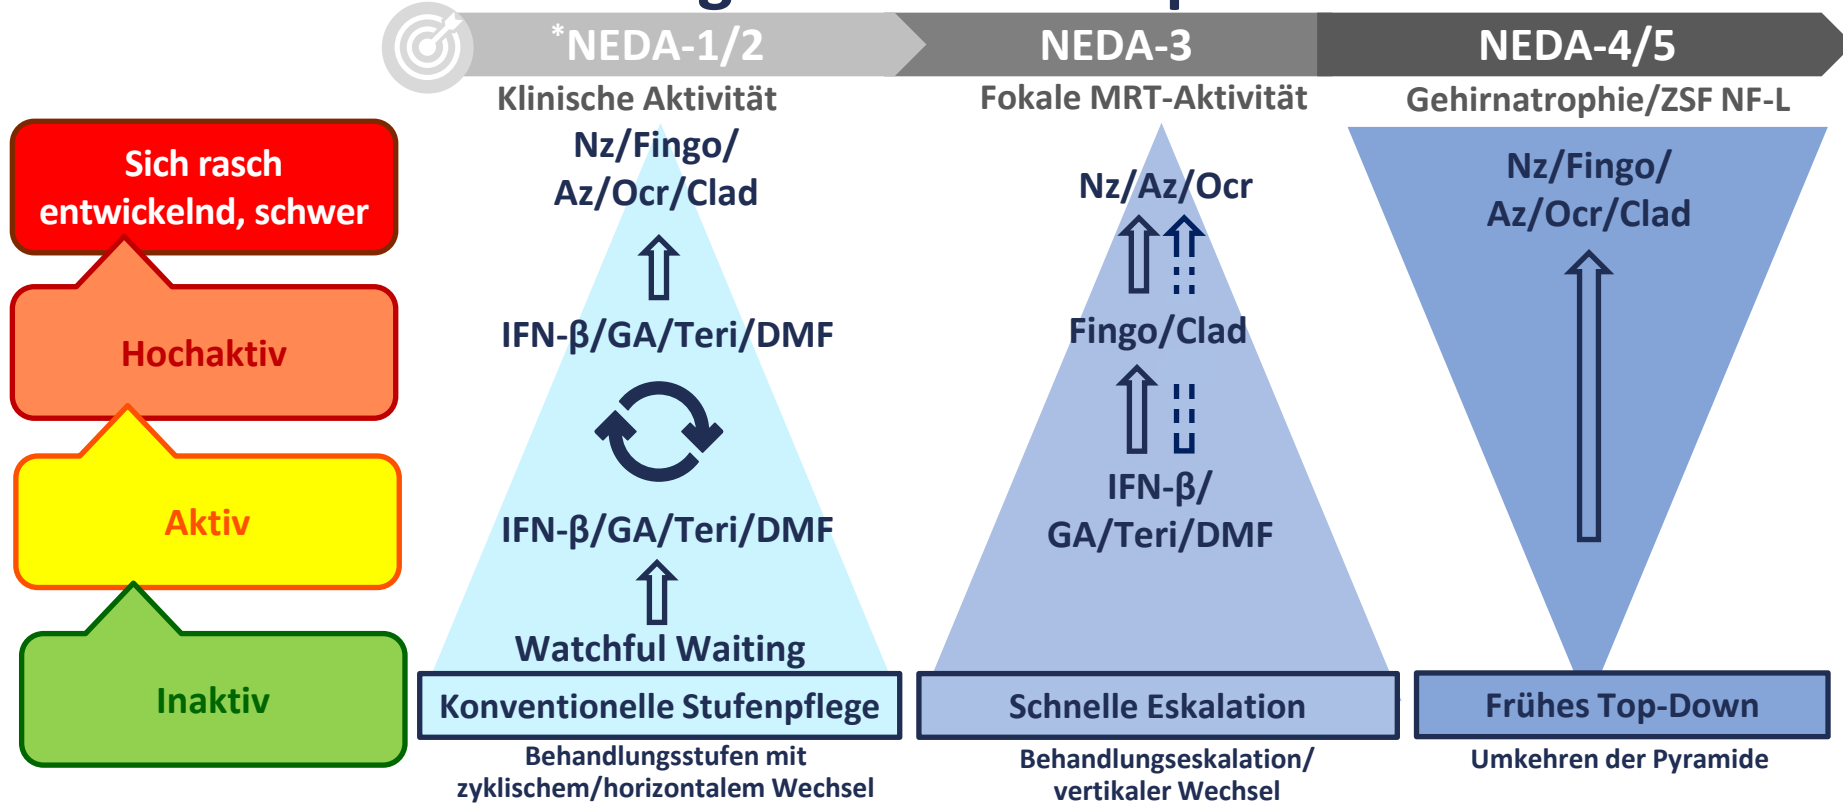 *NEDA-1/2
NEDA-3
NEDA-4/5
Klinische Aktivität
Fokale MRT-Aktivität
Gehirnatrophie/ZSF NF-L
Sich rasch
entwickelnd, schwer
Hochaktiv
Aktiv
Inaktiv
Nz/Fingo/
Az/Ocr/Clad
IFN-β/GA/Teri/DMF
IFN-β/GA/Teri/DMF
Watchful Waiting
Konventionelle Stufenpflege
Behandlungsstufen mit
zyklischem/horizontalem Wechsel
Nz/Az/Ocr
Fingo/Clad
IFN-β/
GA/Teri/DMF
Schnelle Eskalation
Behandlungseskalation/
vertikaler Wechsel
Nz/Fingo/
Az/Ocr/Clad
Frühes Top-Down
Umkehren der Pyramide